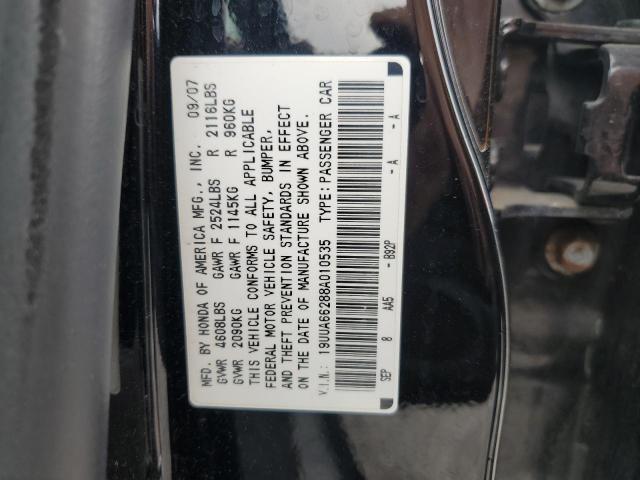 MFD. BY HONDA OF AMERICA MFG., INC. 09/07
GVWR 4608LBS GAWR F 2524LBS R 2116LBS
GVWR 2090KG GAWR F 1145KG R 960KG
THIS VEHICLE CONFORMS TO ALL APPLICABLE
FEDERAL MOTOR VEHICLE SAFETY, BUMPER,
AND THEFT PREVENTION STANDARDS IN EFFECT
ON THE DATE OF MANUFACTURE SHOWN ABOVE.
V.I.N.: 19UUA66288A010535 TYPE: PASSENGER CAR
SEP 8 AA5 - B92P - A - A